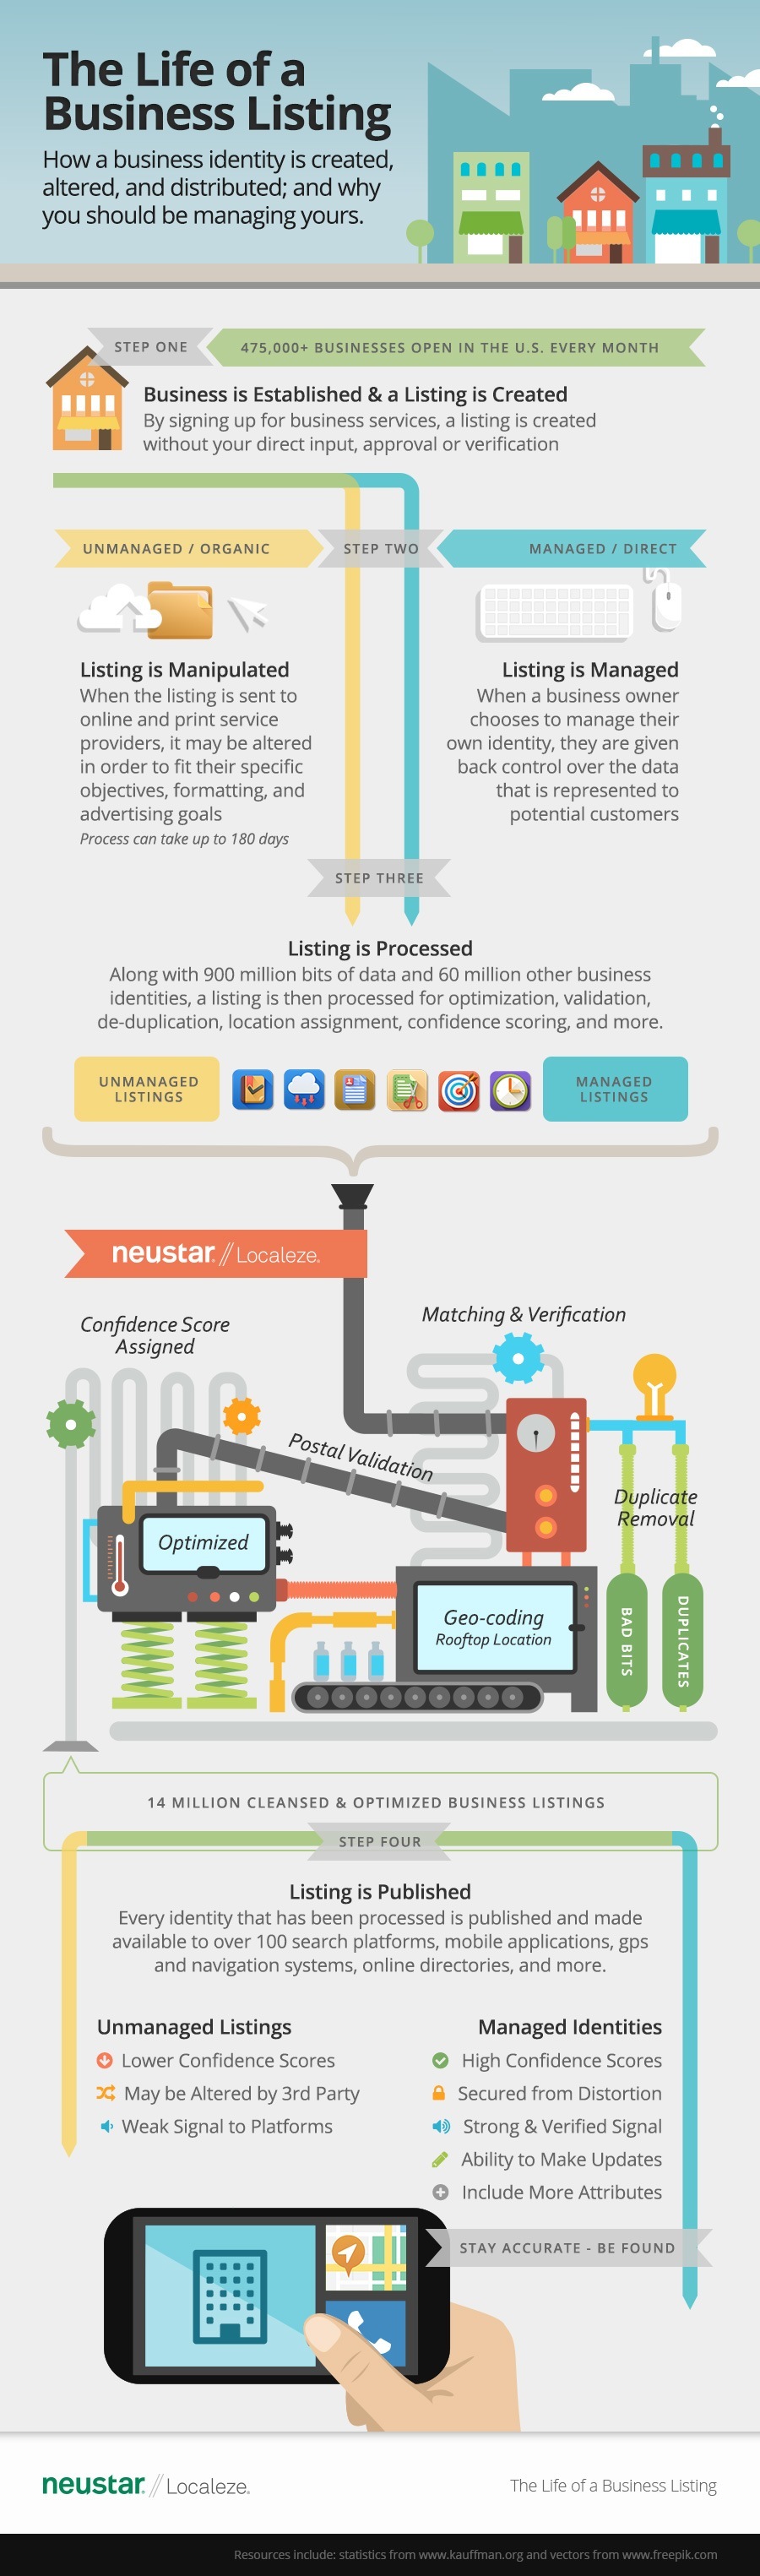 The Life of a
Business Listing
How a business identity is created,
altered, and distributed; and why
you should be managing yours.
STEP ONE
475,000+ BUSINESSES OPEN IN THE U.S. EVERY MONTH
Business is Established & a Listing is Created
By signing up for business services, a listing is created
without your direct input, approval or verification
UNMANAGED / ORGANIC
STEP TWO
MANAGED / DIRECT
Listing is Manipulated
When the listing is sent to
online and print service
providers, it may be altered
in order to fit their specific
objectives, formatting, and
advertising goals
Process can take up to 180 days
Listing is Managed
When a business owner
chooses to manage their
own identity, they are given
back control over the data
that is represented to
potential customers
STEP THREE
Listing is Processed
Along with 900 million bits of data and 60 million other business
identities, a listing is then processed for optimization, validation,
de-duplication, location assignment, confidence scoring, and more.
UNMANAGED
LISTINGS
MANAGED
LISTINGS
neustar. // Localeze.
Confidence Score
Assigned
Matching & Verification
Postal Validation
Duplicate
Removal
Optimized
Geo-coding
Rooftop Location
BAD BITS
DUPLICATES
14 MILLION CLEANSED & OPTIMIZED BUSINESS LISTINGS
STEP FOUR
Listing is Published
Every identity that has been processed is published and made
available to over 100 search platforms, mobile applications, gps
and navigation systems, online directories, and more.
Unmanaged Listings
Lower Confidence Scores
May be Altered by 3rd Party
Weak Signal to Platforms
Managed Identities
High Confidence Scores
Secured from Distortion
Strong & Verified Signal
Ability to Make Updates
Include More Attributes
STAY ACCURATE - BE FOUND
neustar. // Localeze.
The Life of a Business Listing
Resources include: statistics from www.kauffman.org and vectors from www.freepik.com